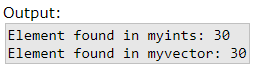 Output:
Element found in myints: 30
Element found in myvector: 30